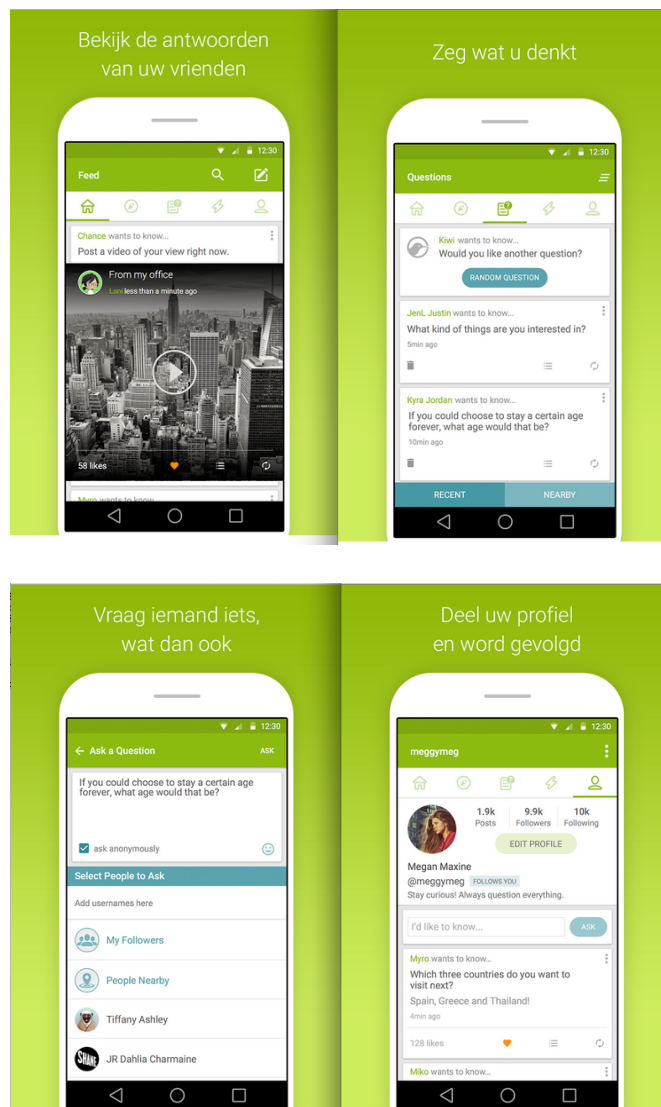 Bekijk de antwoorden
van uw vrienden
12:30
Feed
Chance wants to know...
Post a video of your view right now.
From my office
Lani less than a minute ago
58 likes
Myro wants to know...
Zeg wat u denkt
12:30
Questions
Kiwi wants to know...
Would you like another question?
RANDOM QUESTION
JenL Justin wants to know...
What kind of things are you interested in?
5min ago
Kyra Jordan wants to know...
If you could choose to stay a certain age
forever, what age would that be?
10min ago
RECENT
NEARBY
Vraag iemand iets,
wat dan ook
12:30
Ask a Question
ASK
If you could choose to stay a certain age
forever, what age would that be?
ask anonymously
Select People to Ask
Add usernames here
My Followers
People Nearby
Tiffany Ashley
SHANE
JR Dahlia Charmaine
Deel uw profiel
en word gevolgd
12:30
meggymeg
1.9k 9.9k 10k
Posts Followers Following
EDIT PROFILE
Megan Maxine
@meggymeg FOLLOWS YOU
Stay curious! Always question everything.
I'd like to know...
ASK
Myro wants to know...
Which three countries do you want to
visit next?
Spain, Greece and Thailand!
4min ago
128 likes
Miko wants to know...